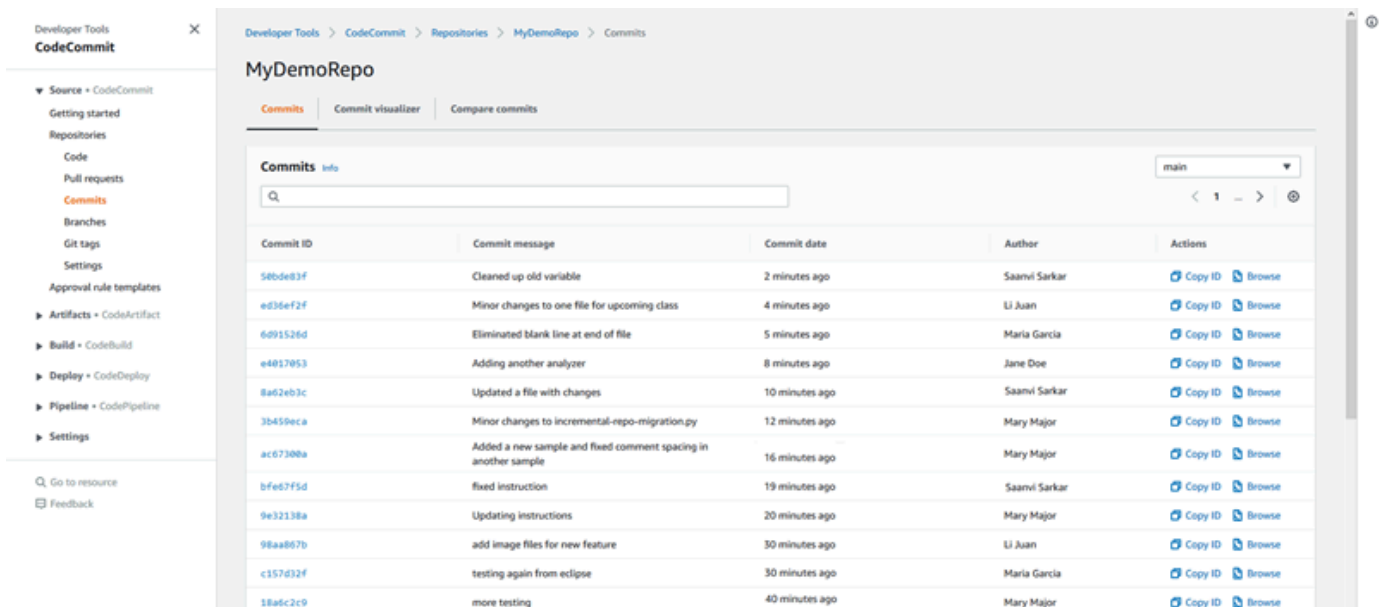 Developer Tools
CodeCommit
Source • CodeCommit
Getting started
Repositories
Code
Pull requests
Commits
Branches
Git tags
Settings
Approval rule templates
Artifacts • CodeArtifact
Build • CodeBuild
Deploy • CodeDeploy
Pipeline • CodePipeline
Settings
Go to resource
Feedback
Developer Tools > CodeCommit > Repositories > MyDemoRepo > Commits
MyDemoRepo
Commits Commit visualizer Compare commits
Commits Info main
1 ...
Commit ID Commit message Commit date Author Actions
50bde83f Cleaned up old variable 2 minutes ago Saanvi Sarkar Copy ID Browse
ed36ef2f Minor changes to one file for upcoming class 4 minutes ago Li Juan Copy ID Browse
6d91526d Eliminated blank line at end of file 5 minutes ago Maria Garcia Copy ID Browse
e4017053 Adding another analyzer 8 minutes ago Jane Doe Copy ID Browse
8a62eb3c Updated a file with changes 10 minutes ago Saanvi Sarkar Copy ID Browse
3b459eca Minor changes to incremental-repo-migration.py 12 minutes ago Mary Major Copy ID Browse
ac67300a Added a new sample and fixed comment spacing in
another sample 16 minutes ago Mary Major Copy ID Browse
bfe67f5d fixed instruction 19 minutes ago Saanvi Sarkar Copy ID Browse
9e32138a Updating instructions 20 minutes ago Mary Major Copy ID Browse
98aa867b add image files for new feature 30 minutes ago Li Juan Copy ID Browse
c157d32f testing again from eclipse 30 minutes ago Maria Garcia Copy ID Browse
18a6c2c9 more testing 40 minutes ago Mary Major Copy ID Browse